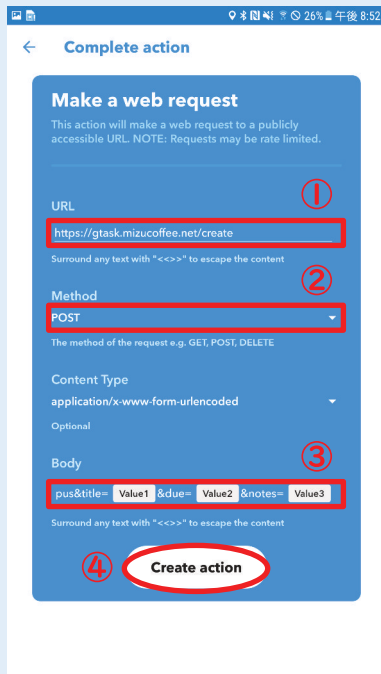 26% 午後 8:52
Complete action
Make a web request
This action will make a web request to a publicly
accessible URL. NOTE: Requests may be rate limited.
①
URL
https://gtask.mizucoffee.net/create
Surround any text with "<<>>" to escape the content
②
Method
POST
The method of the request e.g. GET, POST, DELETE
Content Type
application/x-www-form-urlencoded
Optional
③
Body
pus&title= Value1 &due= Value2 &notes= Value3
Surround any text with "<<>>" to escape the content
④ Create action